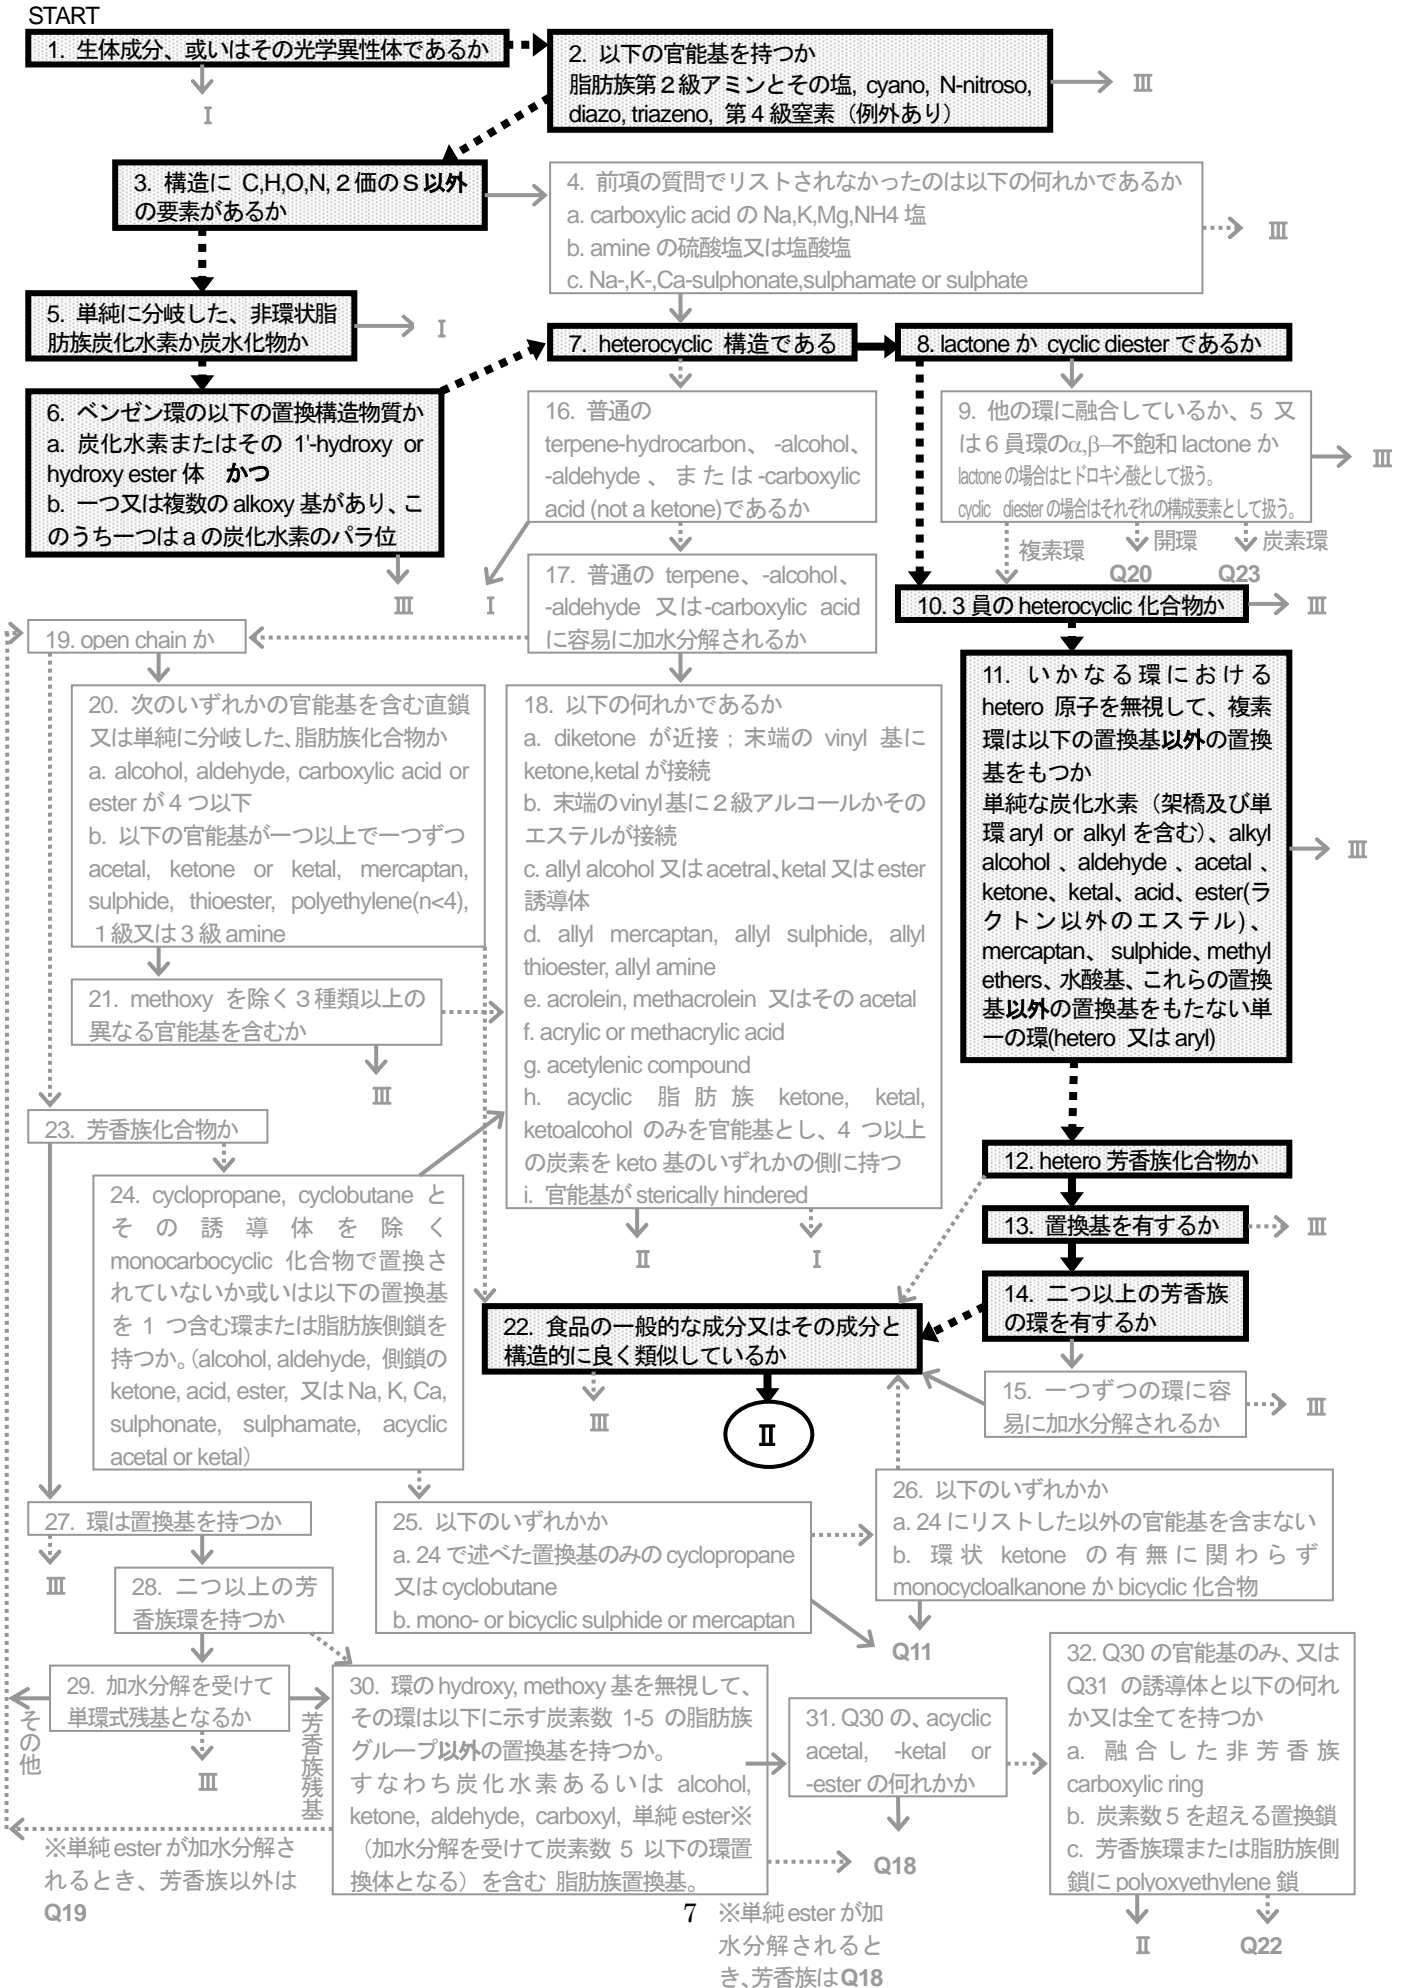 START
1. 生体成分、或いはその光学異性体であるか
I
2. 以下の官能基を持つか
脂肪族第2級アミンとその塩, cyano, N-nitroso,
diazo, triazeno, 第4級窒素（例外あり）
III
3. 構造に C,H,O,N, 2価のS以外
の要素があるか
4. 前項の質問でリストされなかったのは以下の何れかであるか
a. carboxylic acid の Na,K,Mg,NH4 塩
b. amine の硫酸塩又は塩酸塩
c. Na-,K-,Ca-sulphonate,sulphamate or sulphate
III
5. 単純に分岐した、非環状脂
肪族炭化水素か炭水化物か
I
6. ベンゼン環の以下の置換構造物質か
a. 炭化水素またはその 1'-hydroxy or
hydroxy ester 体　かつ
b. 一つ又は複数の alkoxy 基があり、こ
のうち一つは a の炭化水素のパラ位
III
7. heterocyclic 構造である
8. lactone か cyclic diester であるか
9. 他の環に融合しているか、5 又
は 6 員環のα,β–不飽和 lactone か
lactone の場合はヒドロキシ酸として扱う。
cyclic diester の場合はそれぞれの構成要素として扱う。
III
複素環
開環
炭素環
Q20
Q23
10. 3 員の heterocyclic 化合物か
III
16. 普通の
terpene-hydrocarbon、 -alcohol、
-aldehyde 、または -carboxylic
acid (not a ketone)であるか
I
17. 普通の terpene、-alcohol、
-aldehyde 又は-carboxylic acid
に容易に加水分解されるか
19. open chain か
11. いかなる環における
hetero 原子を無視して、複素
環は以下の置換基以外の置換
基をもつか
単純な炭化水素（架橋及び単
環 aryl or alkyl を含む）、alkyl
alcohol 、aldehyde 、acetal 、
ketone、ketal、acid、ester(ラ
クトン以外のエステル)、
mercaptan、 sulphide、methyl
ethers、水酸基、これらの置換
基以外の置換基をもたない単
一の環(hetero 又は aryl)
III
20. 次のいずれかの官能基を含む直鎖
又は単純に分岐した、脂肪族化合物か
a. alcohol, aldehyde, carboxylic acid or
ester が 4 つ以下
b. 以下の官能基が一つ以上で一つずつ
acetal, ketone or ketal, mercaptan,
sulphide, thioester, polyethylene(n<4),
1 級又は 3 級 amine
18. 以下の何れかであるか
a. diketone が近接；末端の vinyl 基に
ketone,ketal が接続
b. 末端の vinyl 基に 2 級アルコールかその
エステルが接続
c. allyl alcohol 又は acetral、ketal 又は ester
誘導体
d. allyl mercaptan, allyl sulphide, allyl
thioester, allyl amine
e. acrolein, methacrolein 又はその acetal
f. acrylic or methacrylic acid
g. acetylenic compound
h. acyclic 脂肪族 ketone, ketal,
ketoalcohol のみを官能基とし、4 つ以上
の炭素を keto 基のいずれかの側に持つ
i. 官能基が sterically hindered
II
I
21. methoxy を除く 3 種類以上の
異なる官能基を含むか
III
23. 芳香族化合物か
12. hetero 芳香族化合物か
13. 置換基を有するか
III
14. 二つ以上の芳香族
の環を有するか
24. cyclopropane, cyclobutane と
その誘導体を除く
monocarbocyclic 化合物で置換さ
れていないか或いは以下の置換基
を 1 つ含む環または脂肪族側鎖を
持つか。(alcohol, aldehyde, 側鎖の
ketone, acid, ester, 又は Na, K, Ca,
sulphonate, sulphamate, acyclic
acetal or ketal）
22. 食品の一般的な成分又はその成分と
構造的に良く類似しているか
III
II
15. 一つずつの環に容
易に加水分解されるか
III
27. 環は置換基を持つか
III
25. 以下のいずれかか
a. 24 で述べた置換基のみの cyclopropane
又は cyclobutane
b. mono- or bicyclic sulphide or mercaptan
26. 以下のいずれかか
a. 24 にリストした以外の官能基を含まない
b. 環状 ketone の有無に関わらず
monocycloalkanone か bicyclic 化合物
Q11
28. 二つ以上の芳
香族環を持つか
29. 加水分解を受けて
単環式残基となるか
その他
芳香族残基
III
30. 環の hydroxy, methoxy 基を無視して、
その環は以下に示す炭素数 1-5 の脂肪族
グループ以外の置換基を持つか。
すなわち炭化水素あるいは alcohol,
ketone, aldehyde, carboxyl, 単純 ester※
（加水分解を受けて炭素数 5 以下の環置
換体となる）を含む 脂肪族置換基。
31. Q30 の、acyclic
acetal, -ketal or
-ester の何れかか
Q18
32. Q30 の官能基のみ、又は
Q31 の誘導体と以下の何れ
か又は全てを持つか
a. 融合した非芳香族
carboxylic ring
b. 炭素数 5 を超える置換鎖
c. 芳香族環または脂肪族側
鎖に polyoxyethylene 鎖
II
Q22
※単純 ester が加水分解さ
れるとき、芳香族以外は
Q19
7
※単純 ester が加
水分解されると
き、芳香族は Q18